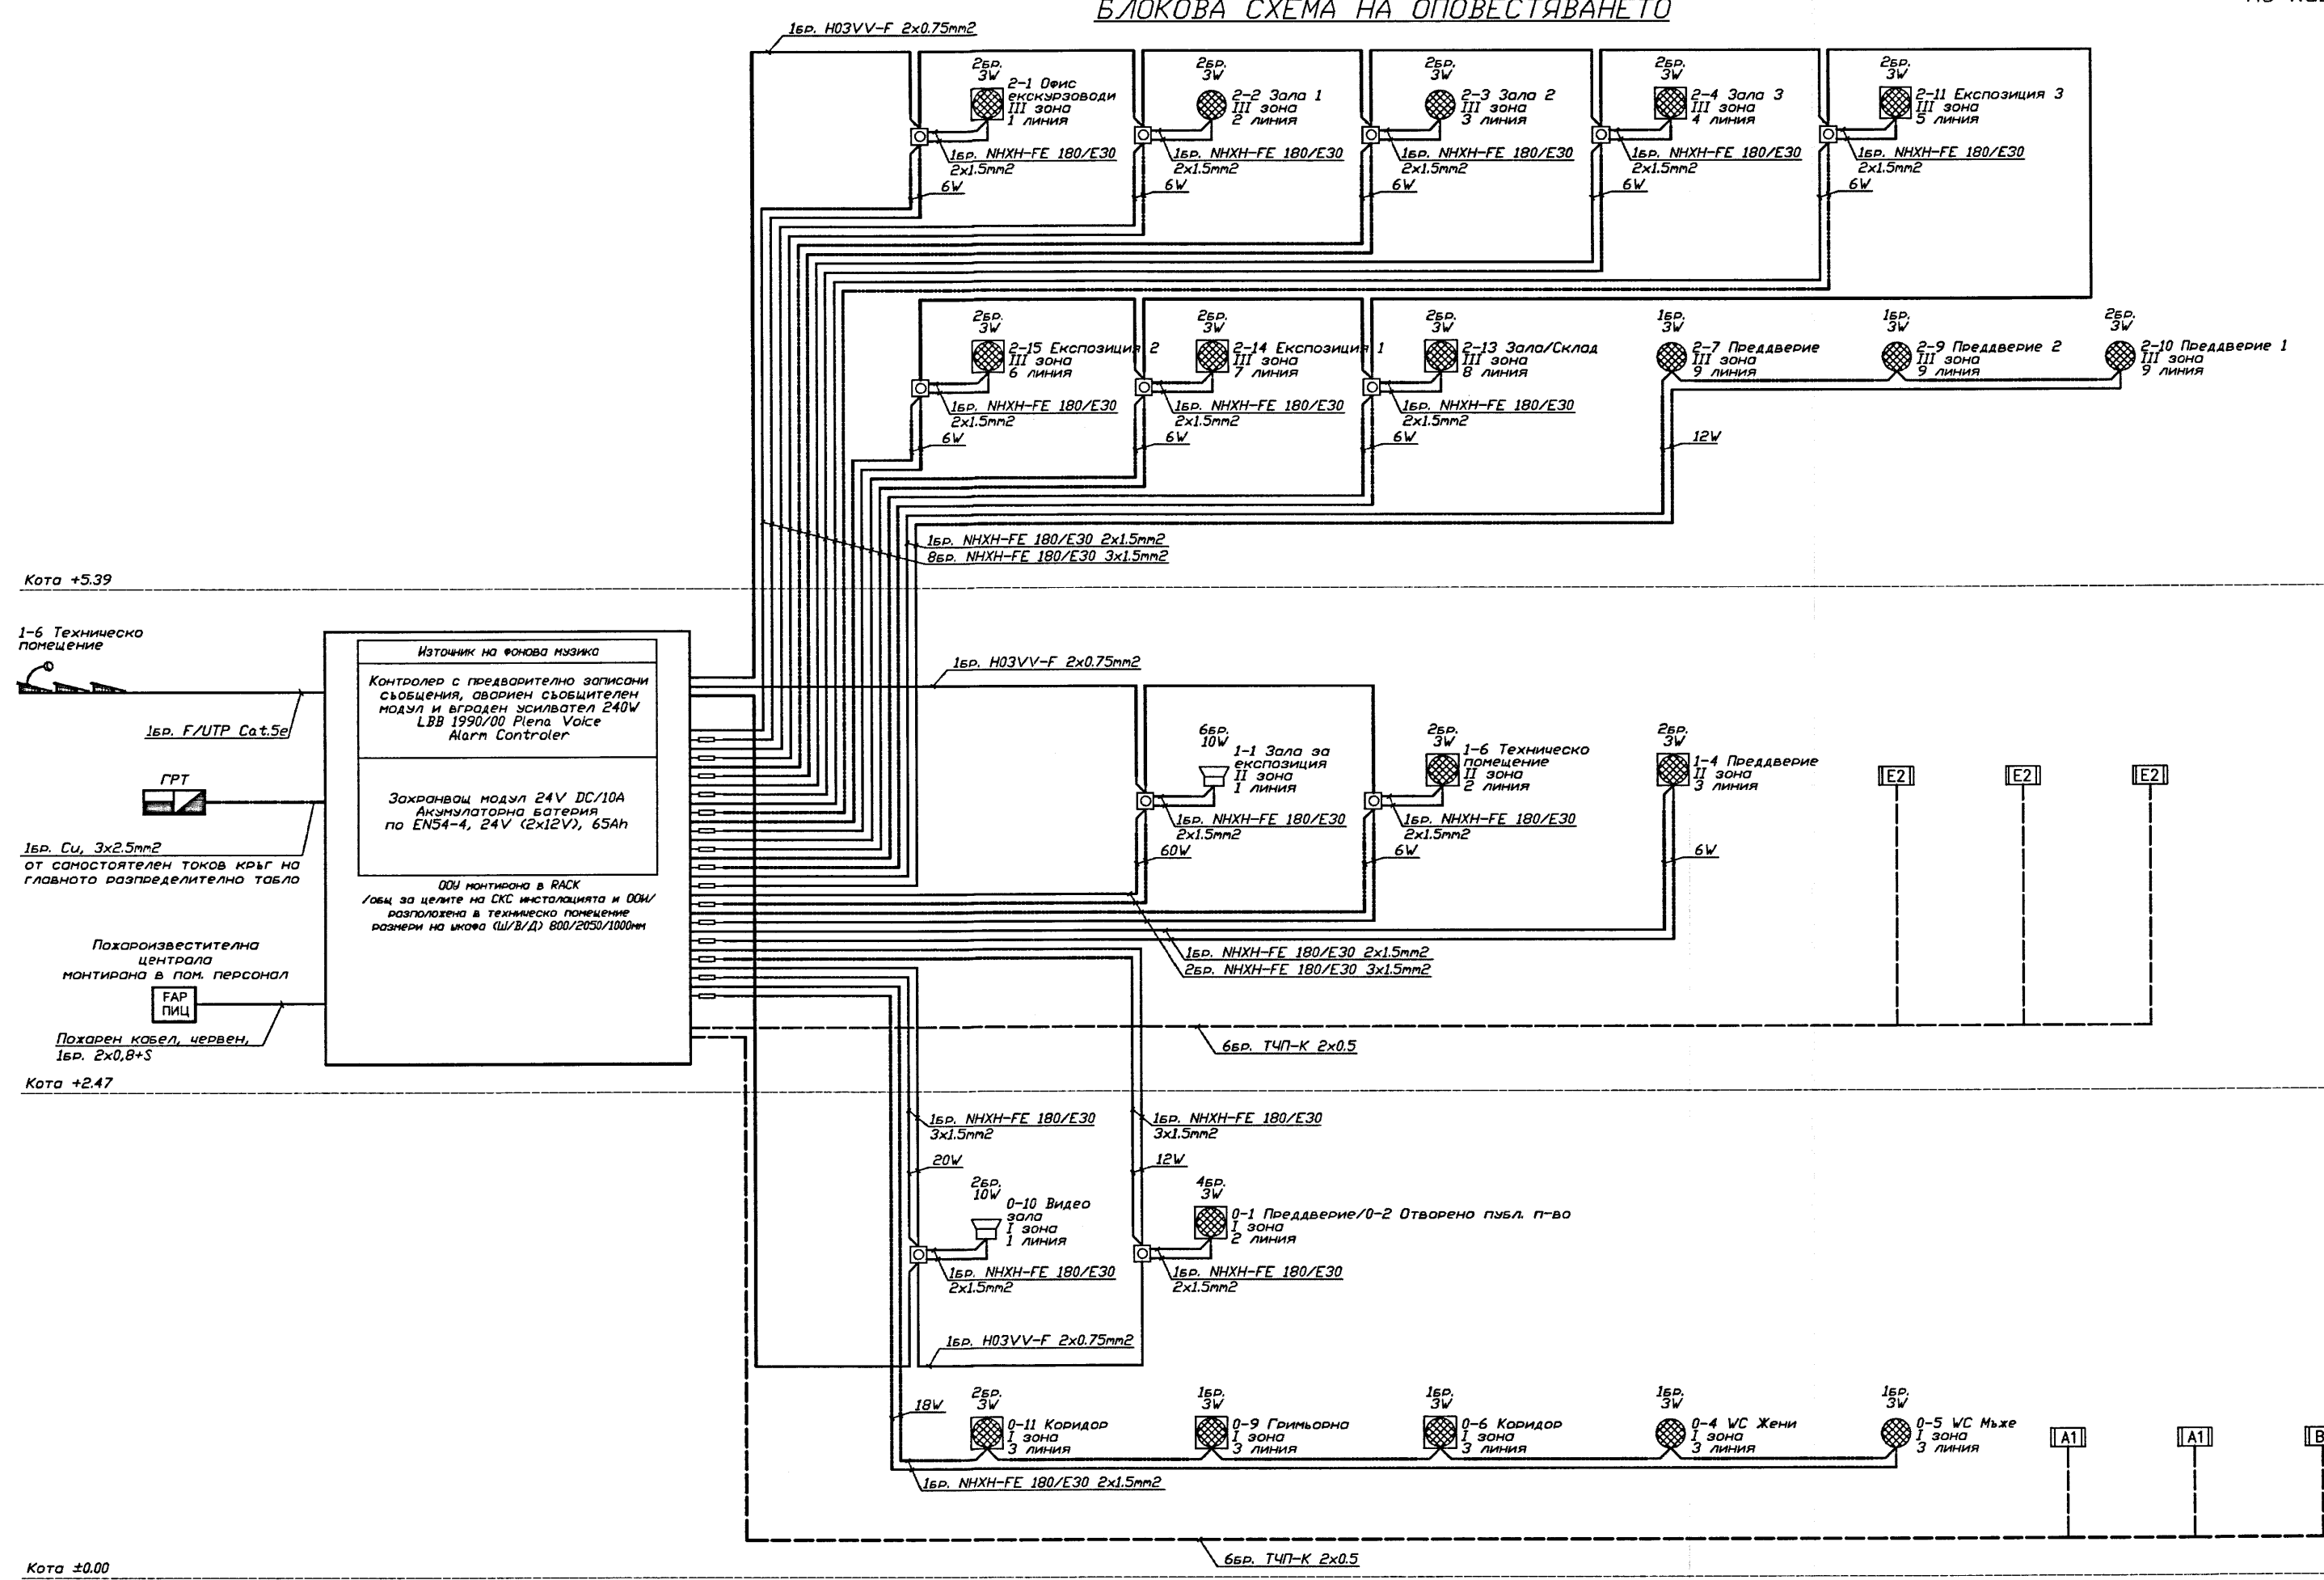 БЛОКОВА СХЕМА НА ОПОВЕСТЯВАНЕТО
1бр. H03VV-F 2x0.75mm2
2бр.
3W
2-1 Офис
екскурзоводи
III зона
1 линия
1бр. NHXH-FE 180/E30
2x1.5mm2
6W
2бр.
3W
2-2 Зала 1
III зона
2 линия
1бр. NHXH-FE 180/E30
2x1.5mm2
6W
2бр.
3W
2-3 Зала 2
III зона
3 линия
1бр. NHXH-FE 180/E30
2x1.5mm2
6W
2бр.
3W
2-4 Зала 3
III зона
4 линия
1бр. NHXH-FE 180/E30
2x1.5mm2
6W
2бр.
3W
2-11 Експозиция 3
III зона
5 линия
1бр. NHXH-FE 180/E30
2x1.5mm2
6W
2бр.
3W
2-15 Експозиция 2
III зона
6 линия
1бр. NHXH-FE 180/E30
2x1.5mm2
6W
2бр.
3W
2-14 Експозиция 1
III зона
7 линия
1бр. NHXH-FE 180/E30
2x1.5mm2
6W
2бр.
3W
2-13 Зала/Склад
III зона
8 линия
1бр. NHXH-FE 180/E30
2x1.5mm2
6W
1бр.
3W
2-7 Преддверие
III зона
9 линия
12W
1бр.
3W
2-9 Преддверие 2
III зона
9 линия
2бр.
3W
2-10 Преддверие 1
III зона
9 линия
1бр. NHXH-FE 180/E30 2x1.5mm2
8бр. NHXH-FE 180/E30 3x1.5mm2
Кота +5.39
1-6 Техническо
помещение
1бр. F/UTP Cat.5e
ГРТ
1бр. Cu, 3x2.5mm2
от самостоятелен токов кръг на
главното разпределително табло
Пожароизвестителна
централа
монтирана в пом. персонал
FAP
ПИЦ
Пожарен кабел, червен,
1бр. 2x0,8+S
Източник на фонова музика
Контролер с предварително записани
съобщения, авариен съобщителен
модул и вграден усилвател 240W
LBB 1990/00 Plena Voice
Alarm Controler
Захранващ модул 24V DC/10A
Акумулаторна батерия
по EN54-4, 24V (2x12V), 65Ah
ООИ монтирана в RACK
/общ за целите на СКС инсталацията и ООИ/
разположена в техническо помещение
размери на шкафа (Ш/В/Д) 800/2050/1000мм
1бр. H03VV-F 2x0.75mm2
6бр.
10W
1-1 Зала за
експозиция
II зона
1 линия
1бр. NHXH-FE 180/E30
2x1.5mm2
60W
2бр.
3W
1-6 Техническо
помещение
II зона
2 линия
1бр. NHXH-FE 180/E30
2x1.5mm2
6W
2бр.
3W
1-4 Преддверие
II зона
3 линия
6W
E2
E2
E2
1бр. NHXH-FE 180/E30 2x1.5mm2
2бр. NHXH-FE 180/E30 3x1.5mm2
6бр. ТЧП-К 2x0.5
Кота +2.47
1бр. NHXH-FE 180/E30
3x1.5mm2
20W
1бр. NHXH-FE 180/E30
3x1.5mm2
12W
2бр.
10W
0-10 Видео
зала
I зона
1 линия
1бр. NHXH-FE 180/E30
2x1.5mm2
4бр.
3W
0-1 Преддверие/0-2 Отворено публ. п-во
I зона
2 линия
1бр. NHXH-FE 180/E30
2x1.5mm2
1бр. H03VV-F 2x0.75mm2
18W
2бр.
3W
0-11 Коридор
I зона
3 линия
1бр.
3W
0-9 Гримьорна
I зона
3 линия
1бр.
3W
0-6 Коридор
I зона
3 линия
1бр.
3W
0-4 WC Жени
I зона
3 линия
1бр.
3W
0-5 WC Мъже
I зона
3 линия
A1
A1
1бр. NHXH-FE 180/E30 2x1.5mm2
6бр. ТЧП-К 2x0.5
Кота ±0.00